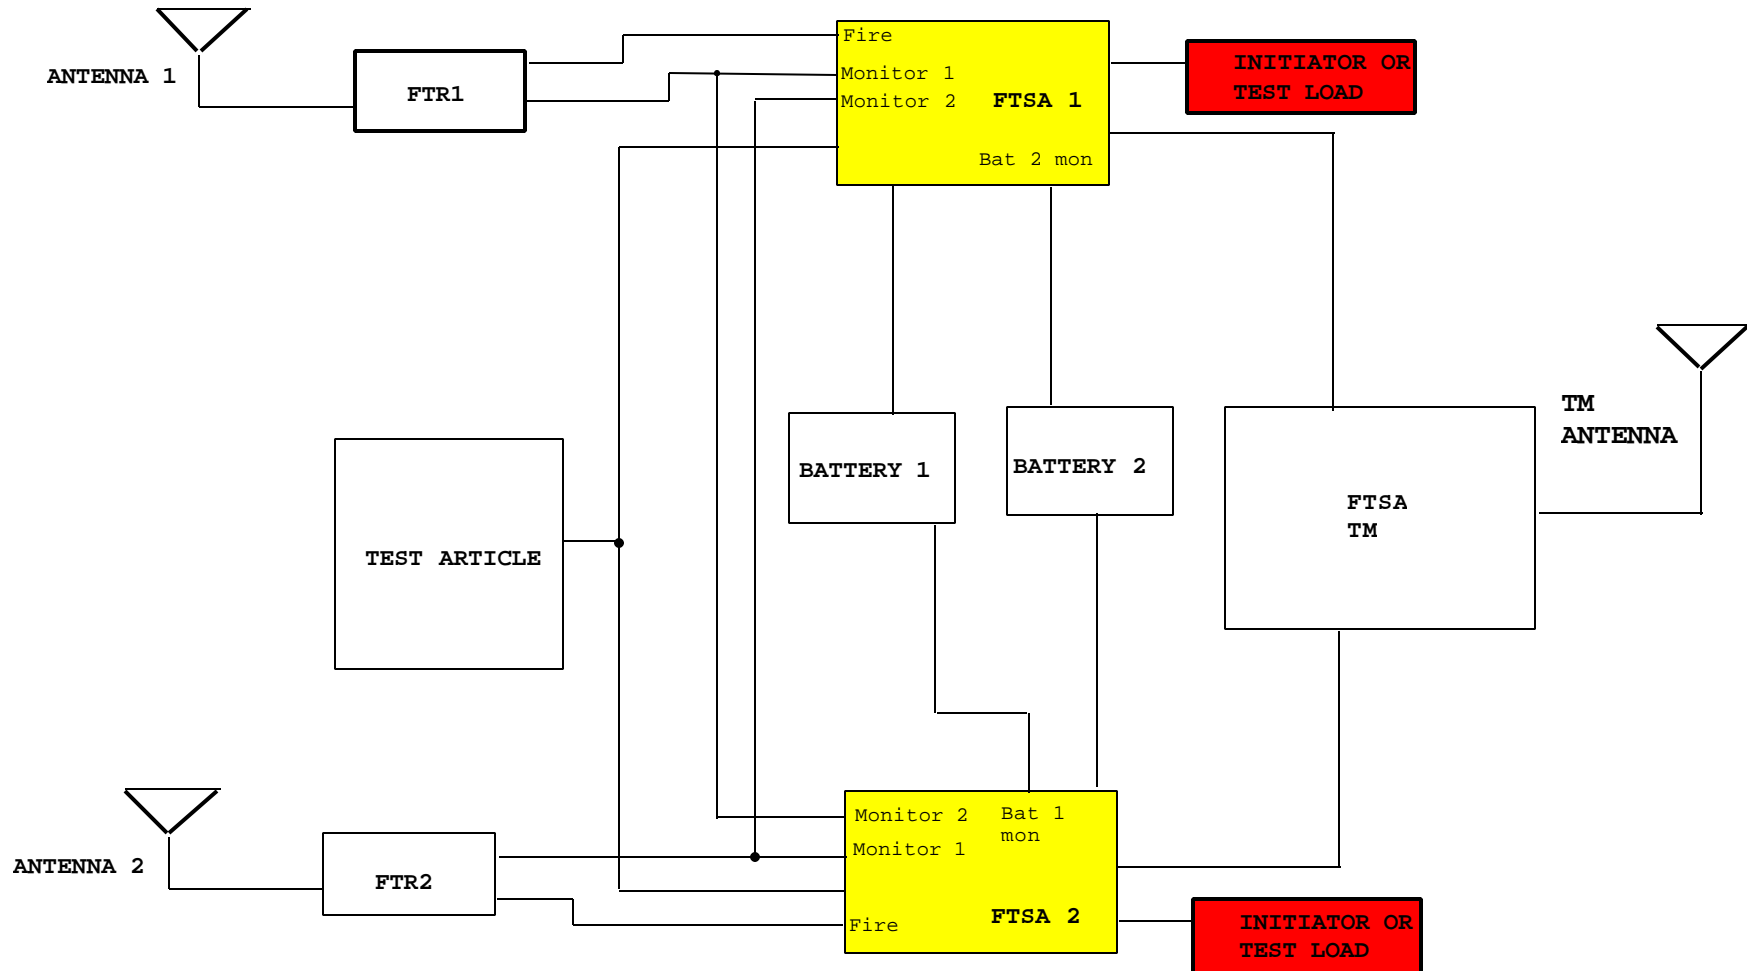 Fire
INITIATOR OR
TEST LOAD
ANTENNA 1
FTR1
Monitor 1
Monitor 2
FTSA 1
Bat 2 mon
TM
ANTENNA
BATTERY 1
BATTERY 2
FTSA
TM
TEST ARTICLE
Monitor 2
Bat 1
mon
Monitor 1
ANTENNA 2
FTR2
FTSA 2
Fire
INITIATOR OR
TEST LOAD